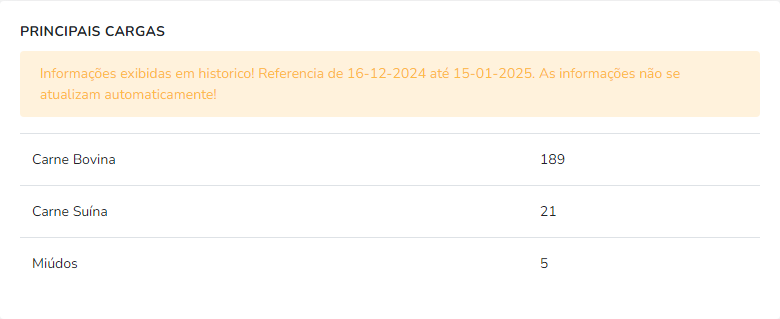 PRINCIPAIS CARGAS
Informações exibidas em historico! Referencia de 16-12-2024 até 15-01-2025. As informações não se
atualizam automaticamente!
Carne Bovina 189
Carne Suína 21
Miúdos 5